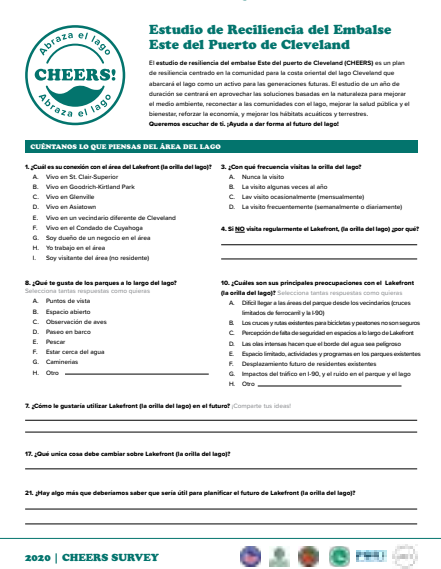 Abraza el lago
CHEERS!
Abraza el lago
Estudio de Reciliencia del Embalse
Este del Puerto de Cleveland
El estudio de resiliencia del embalse Este del puerto de Cleveland (CHEERS) es un plan
de resiliencia centrado en la comunidad para la costa oriental del lago Cleveland que
abarcará el lago como un activo para las generaciones futuras. El estudio de un año de
duración se centrará en aprovechar las soluciones basadas en la naturaleza para mejorar
el medio ambiente, reconectar a las comunidades con el lago, mejorar la salud pública y el
bienestar, reforzar la economía, y mejorar los hábitats acuáticos y terrestres.
Queremos escuchar de ti. ¡Ayuda a dar forma al futuro del lago!
CUÉNTANOS LO QUE PIENSAS DEL ÁREA DEL LAGO
1. ¿Cuál es su conexión con el área del Lakefront (la orilla del lago)?
A. Vivo en St. Clair-Superior
B. Vivo en Goodrich-Kirtland Park
C. Vivo en Glenville
D. Vivo en Asiatown
E. Vivo en un vecindario diferente de Cleveland
F. Vivo en el Condado de Cuyahoga
G. Soy dueño de un negocio en el área
H. Yo trabajo en el área
I. Soy visitante del área (no residente)
3. ¿Con qué frecuencia visitas la orilla del lago?
A. Nunca la visito
B. La visito algunas veces al año
C. Lav visito ocasionalmente (mensualmente)
D. La visito frecuentemente (semanalmente o diariamente)
4. Si NO visita regularmente el Lakefront, (la orilla del lago) ¿por qué?
8. ¿Qué te gusta de los parques a lo largo del lago?
Selecciona tantas respuestas como quieres
A. Puntos de vista
B. Espacio abierto
C. Observación de aves
D. Paseo en barco
E. Pescar
F. Estar cerca del agua
G. Caminerias
H. Otro
10. ¿Cuáles son sus principales preocupaciones con el Lakefront
(la orilla del lago)? Selecciona tantas respuestas como quieres
A. Difícil llegar a las áreas del parque desde los vecindarios (cruces
limitados de ferrocarril y la I-90)
B. Los cruces y rutas existentes para bicicletas y peatones no son seguros
C. Percepción de falta de seguridad en espacios a lo largo de Lakefront
D. Las olas intensas hacen que el borde del agua sea peligroso
E. Espacio limitado, actividades y programas en los parques existentes
F. Desplazamiento futuro de residentes existentes
G. Impactos del tráfico en I-90, y el ruido en el parque y el lago
H. Otro
7. ¿Cómo le gustaría utilizar Lakefront (la orilla del lago) en el futuro? ¡Comparte tus ideas!
17. ¿Qué unica cosa debe cambiar sobre Lakefront (la orilla del lago)?
21. ¿Hay algo más que deberíamos saber que sería útil para planificar el futuro de Lakefront (la orilla del lago)?
2020 | CHEERS SURVEY